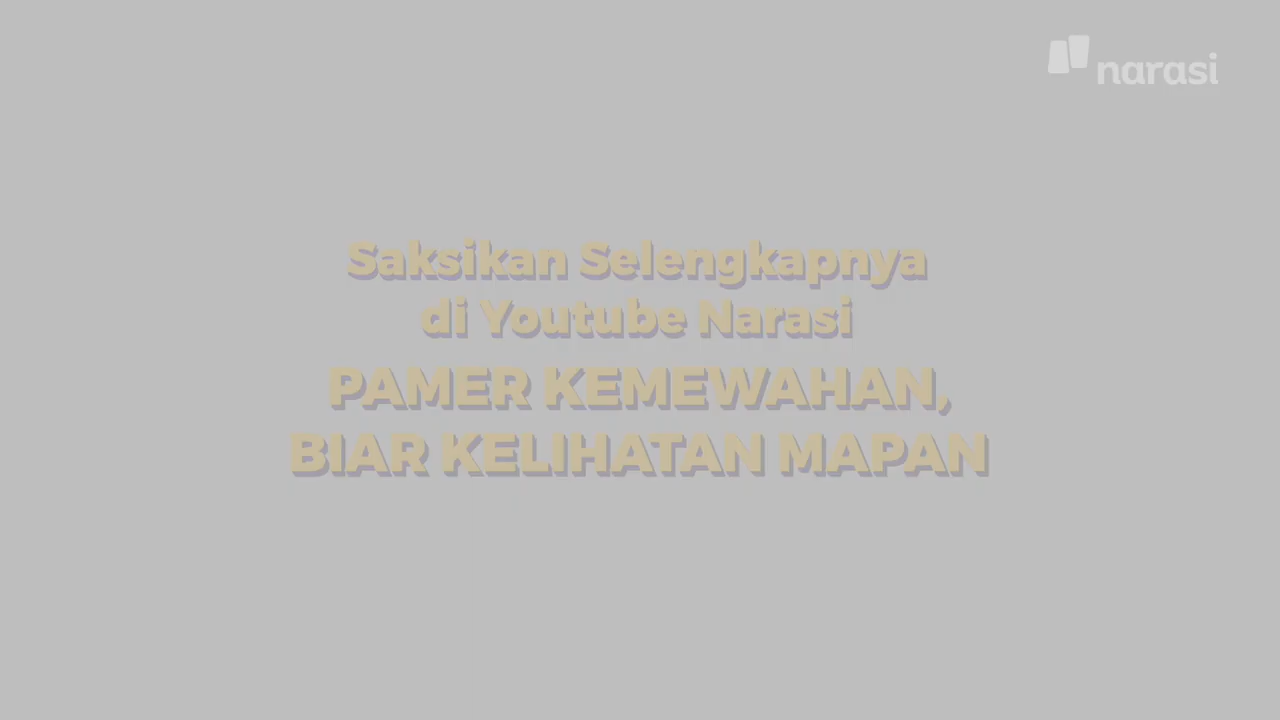 narasi
Saksikan Selengkapnya
di Youtube Narasi
PAMER KEMEWAHAN,
BIAR KELIHATAN MAPAN